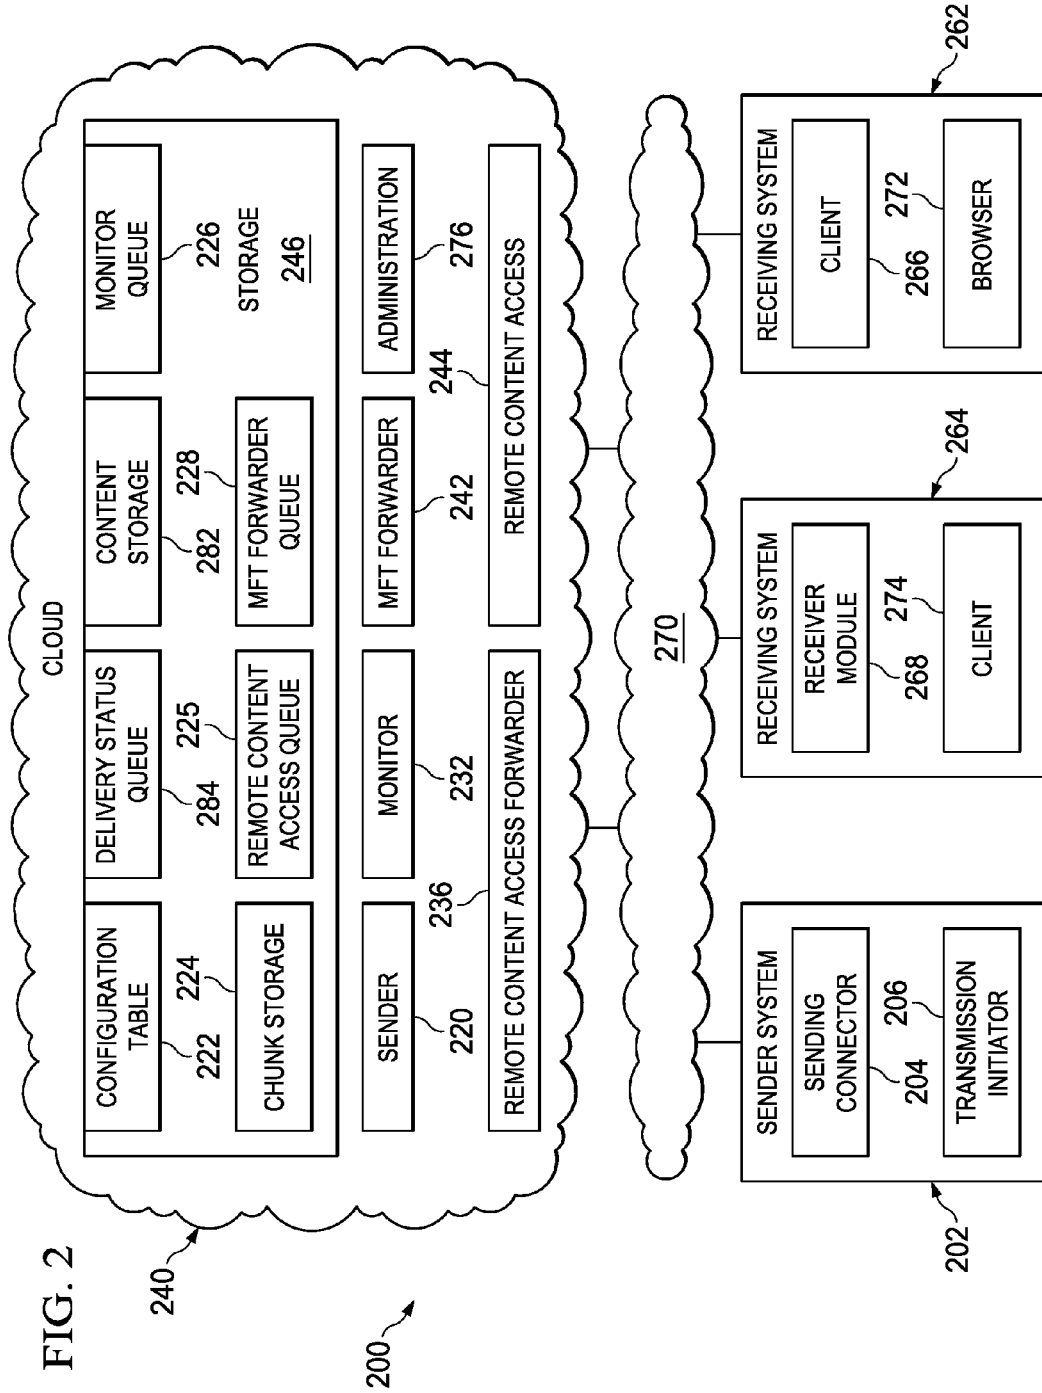 FIG. 2
200
240
CLOUD
CONFIGURATION
TABLE
222
DELIVERY STATUS
QUEUE
284
CONTENT
STORAGE
282
MONITOR
QUEUE
226
224
CHUNK STORAGE
225
REMOTE CONTENT
ACCESS QUEUE
228
MFT FORWARDER
QUEUE
STORAGE
246
SENDER
220
MONITOR
232
MFT FORWARDER
242
ADMINISTRATION
276
236
REMOTE CONTENT ACCESS FORWARDER
244
REMOTE CONTENT ACCESS
270
SENDER SYSTEM
SENDING
CONNECTOR
204
206
TRANSMISSION
INITIATOR
202
RECEIVING SYSTEM
RECEIVER
MODULE
268
274
CLIENT
264
RECEIVING SYSTEM
CLIENT
266
272
BROWSER
262